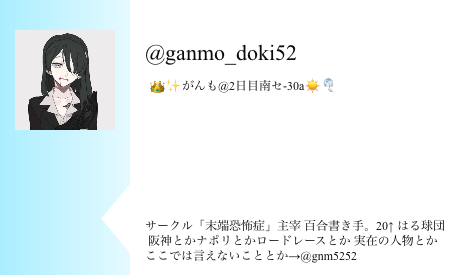 @ganmo_doki52
👑✨がんも@2日目南セ-30a☀️🎐
サークル「末端恐怖症」主宰 百合書き手。20↑ はる球団
阪神とかナポリとかロードレースとか 実在の人物とか
ここでは言えないこととか→@gnm5252